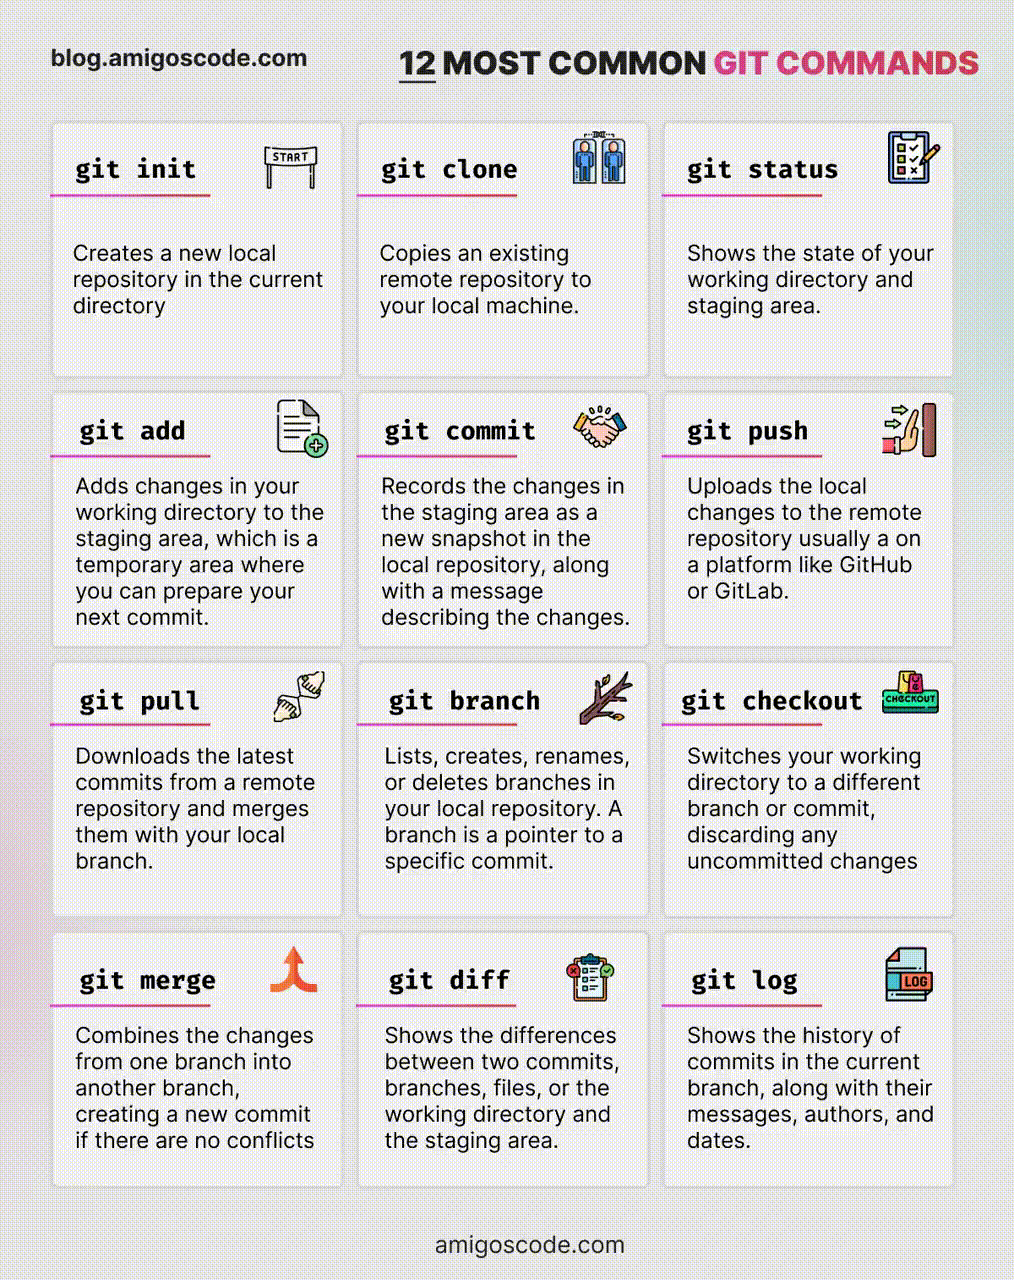 blog.amigoscode.com
12 MOST COMMON GIT COMMANDS
git init
START
Creates a new local
repository in the current
directory
git clone
Copies an existing
remote repository to
your local machine.
git status
Shows the state of your
working directory and
staging area.
git add
Adds changes in your
working directory to the
staging area, which is a
temporary area where
you can prepare your
next commit.
git commit
Records the changes in
the staging area as a
new snapshot in the
local repository, along
with a message
describing the changes.
git push
Uploads the local
changes to the remote
repository usually a on
a platform like GitHub
or GitLab.
git pull
Downloads the latest
commits from a remote
repository and merges
them with your local
branch.
git branch
Lists, creates, renames,
or deletes branches in
your local repository. A
branch is a pointer to a
specific commit.
git checkout
CHECKOUT
Switches your working
directory to a different
branch or commit,
discarding any
uncommitted changes
git merge
Combines the changes
from one branch into
another branch,
creating a new commit
if there are no conflicts
git diff
Shows the differences
between two commits,
branches, files, or the
working directory and
the staging area.
git log
LOG
Shows the history of
commits in the current
branch, along with their
messages, authors, and
dates.
amigoscode.com